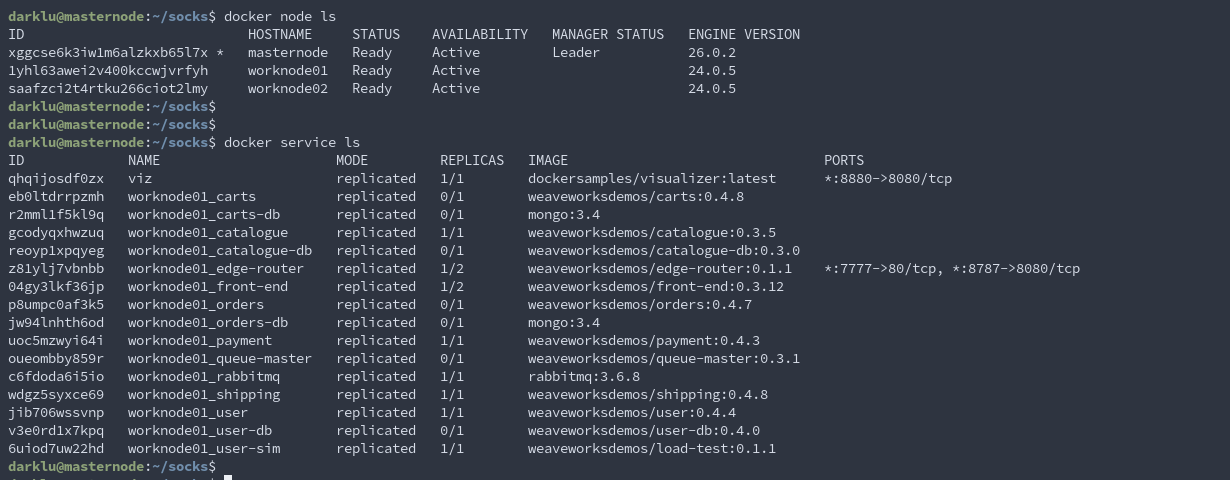 darklu@masternode:~/socks$ docker node ls
ID                            HOSTNAME     STATUS    AVAILABILITY   MANAGER STATUS   ENGINE VERSION
xggcse6k3iw1m6alzkxb65l7x *   masternode   Ready     Active         Leader           26.0.2
1yhl63awei2v400kccwjvrfyh     worknode01   Ready     Active                          24.0.5
saafzci2t4rtku266ciot2lmy     worknode02   Ready     Active                          24.0.5
darklu@masternode:~/socks$
darklu@masternode:~/socks$
darklu@masternode:~/socks$ docker service ls
ID             NAME                      MODE         REPLICAS   IMAGE                                PORTS
qhqijosdf0zx   viz                       replicated   1/1        dockersamples/visualizer:latest      *:8880->8080/tcp
eb0ltdrrpzmh   worknode01_carts          replicated   0/1        weaveworksdemos/carts:0.4.8
r2mml1f5kl9q   worknode01_carts-db       replicated   0/1        mongo:3.4
gcodyqxhwzuq   worknode01_catalogue      replicated   1/1        weaveworksdemos/catalogue:0.3.5
reoyp1xpqyeg   worknode01_catalogue-db   replicated   0/1        weaveworksdemos/catalogue-db:0.3.0
z81ylj7vbnbb   worknode01_edge-router    replicated   1/2        weaveworksdemos/edge-router:0.1.1    *:7777->80/tcp, *:8787->8080/tcp
04gy3lkf36jp   worknode01_front-end      replicated   1/2        weaveworksdemos/front-end:0.3.12
p8umpc0af3k5   worknode01_orders         replicated   0/1        weaveworksdemos/orders:0.4.7
jw94lnhth6od   worknode01_orders-db      replicated   0/1        mongo:3.4
uoc5mzwyi64i   worknode01_payment        replicated   1/1        weaveworksdemos/payment:0.4.3
oueombby859r   worknode01_queue-master   replicated   0/1        weaveworksdemos/queue-master:0.3.1
c6fdoda6i5io   worknode01_rabbitmq       replicated   1/1        rabbitmq:3.6.8
wdgz5syxce69   worknode01_shipping       replicated   1/1        weaveworksdemos/shipping:0.4.8
jib706wssvnp   worknode01_user           replicated   1/1        weaveworksdemos/user:0.4.4
v3e0rd1x7kpq   worknode01_user-db        replicated   0/1        weaveworksdemos/user-db:0.4.0
6uiod7uw22hd   worknode01_user-sim       replicated   1/1        weaveworksdemos/load-test:0.1.1
darklu@masternode:~/socks$